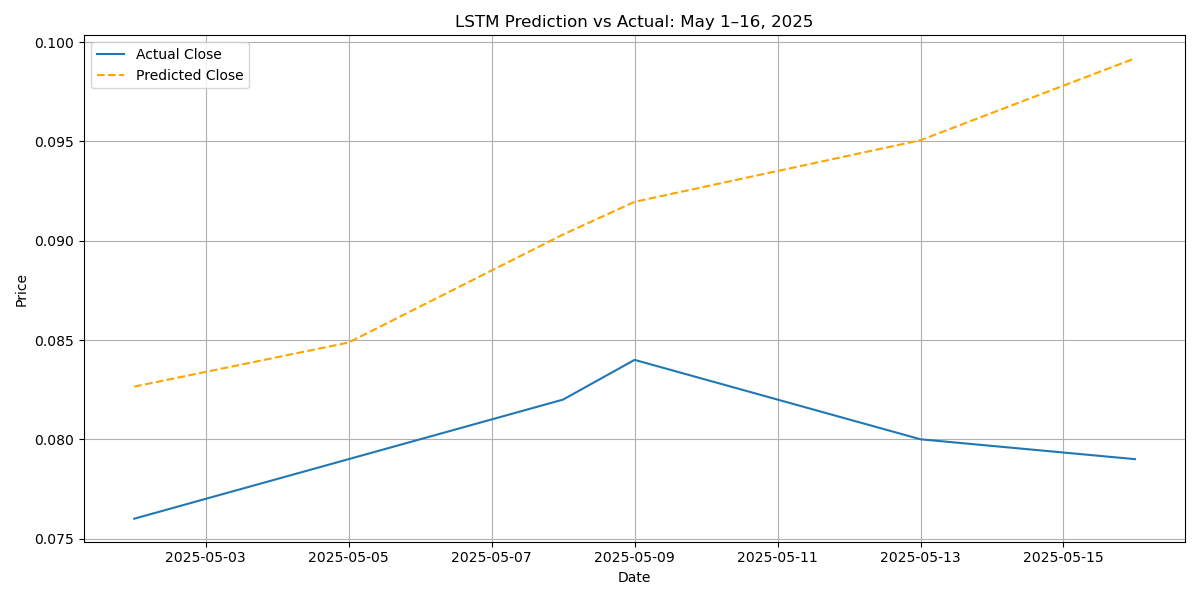 LSTM Prediction vs Actual: May 1–16, 2025
Actual Close
Predicted Close
Price
0.100
0.095
0.090
0.085
0.080
0.075
2025-05-03 2025-05-05 2025-05-07 2025-05-09 2025-05-11 2025-05-13 2025-05-15
Date